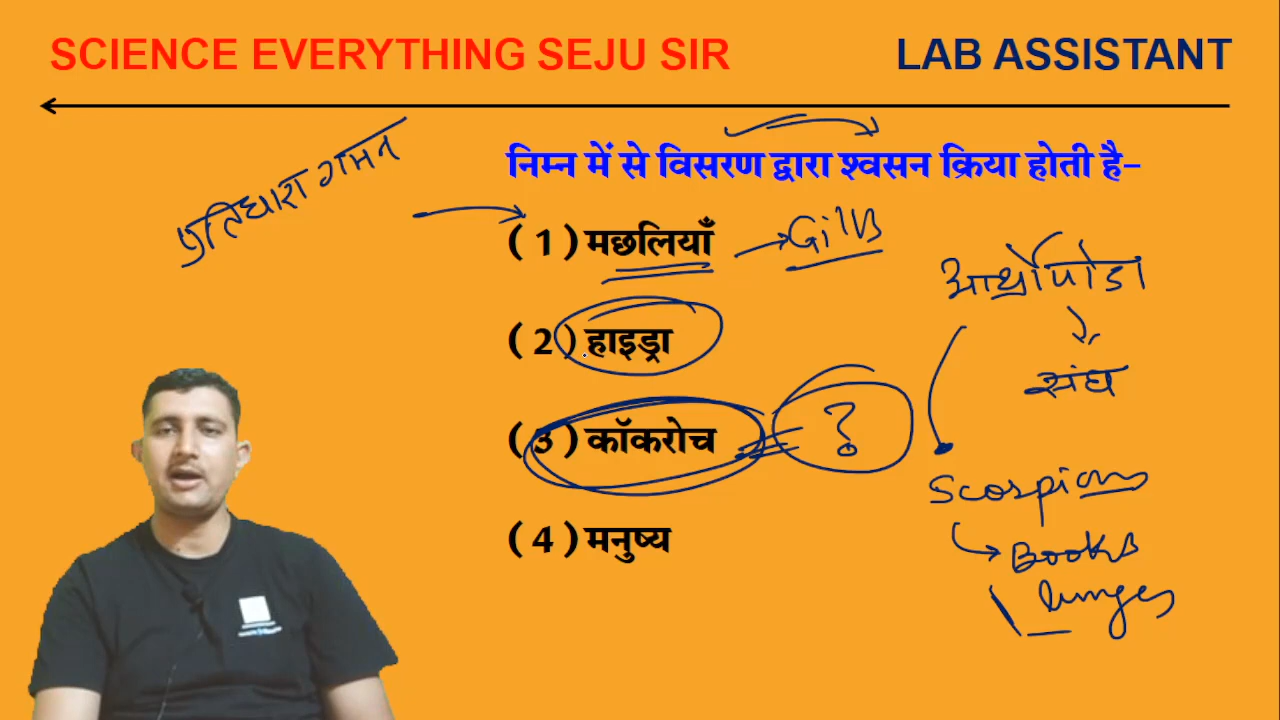 SCIENCE EVERYTHING SEJU SIR
LAB ASSISTANT
प्रतिधारा गमन
निम्न में से विसरण द्वारा श्वसन क्रिया होती है-
( 1 ) मछलियाँ
Gills
आर्थ्रोपोडा
संघ
( 2 ) हाइड्रा
( 3 ) कॉकरोच
?
Scorpions
Books
lunges
( 4 ) मनुष्य